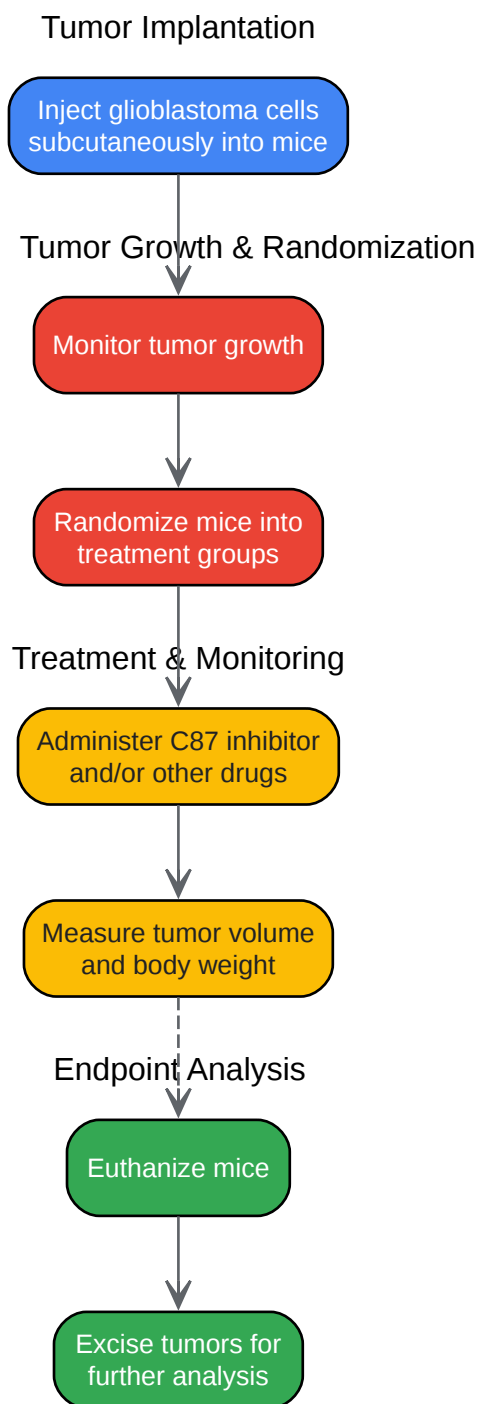 Tumor Implantation
Inject glioblastoma cells
subcutaneously into mice
Tumor Growth & Randomization
Monitor tumor growth
Randomize mice into
treatment groups
Treatment & Monitoring
Administer C87 inhibitor
and/or other drugs
Measure tumor volume
and body weight
Endpoint Analysis
Euthanize mice
Excise tumors for
further analysis